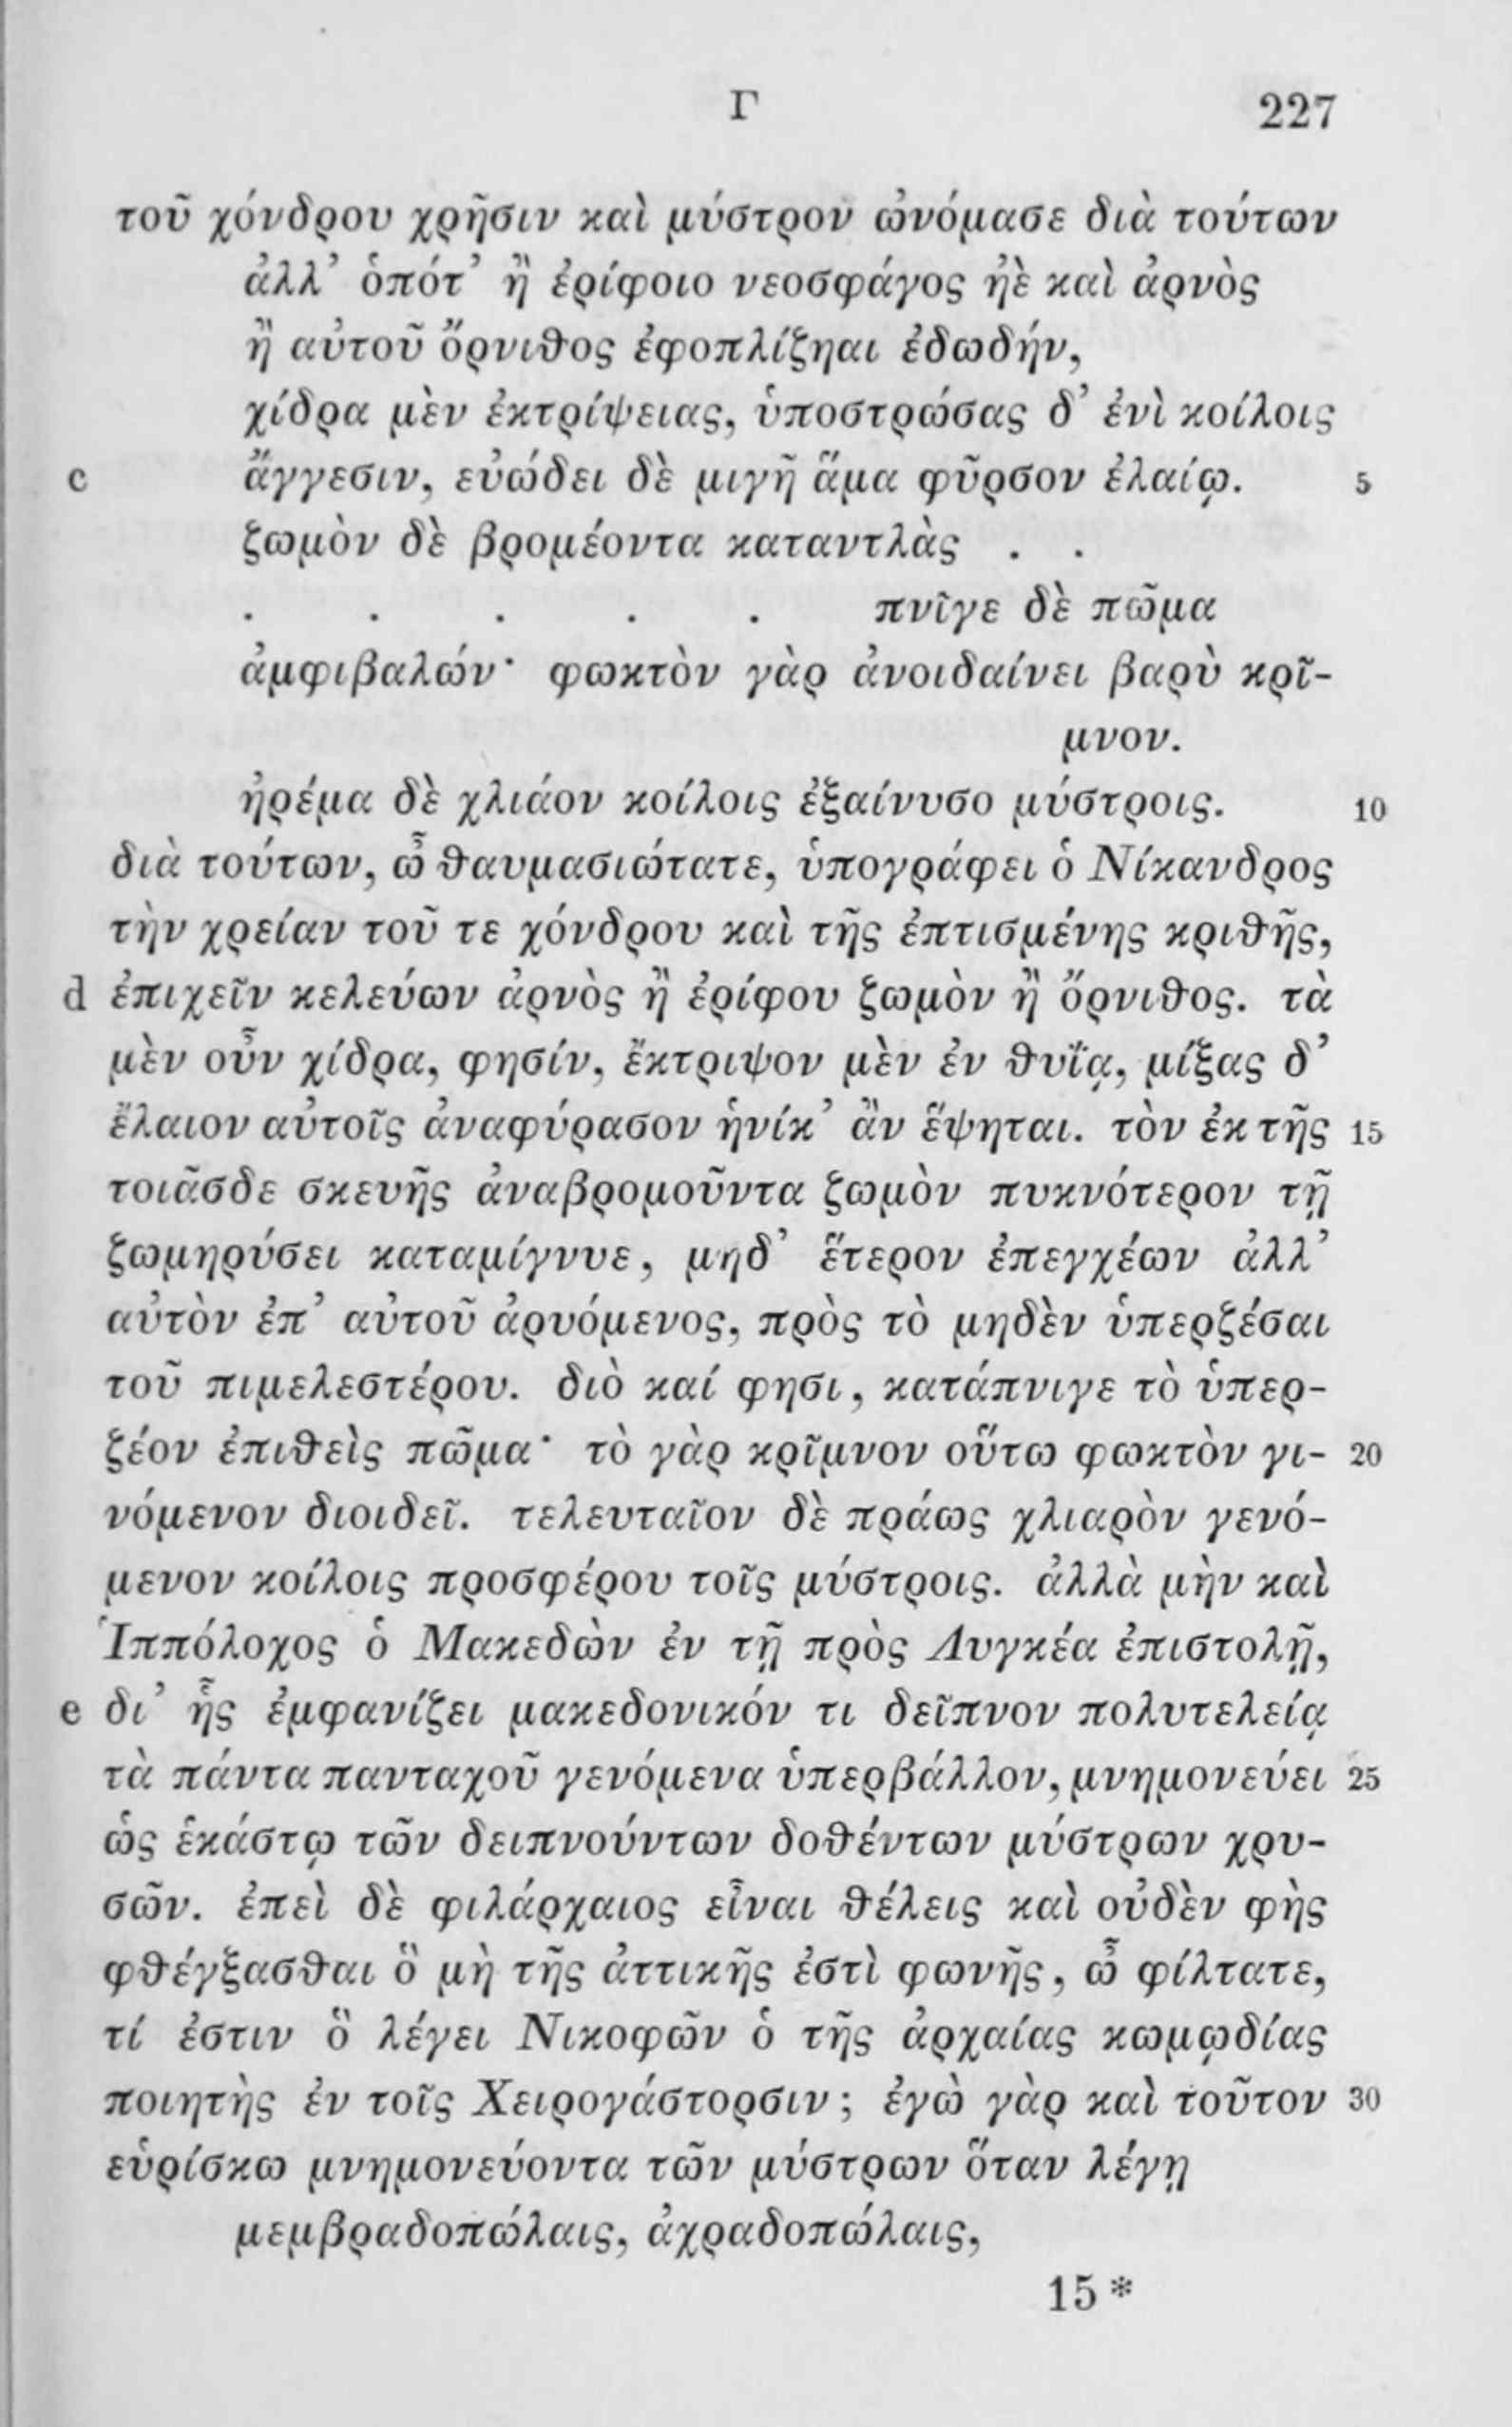 Γ 227
τοῦ χόνδρου χρῆσιν καὶ μύστρον ὠνόμασε διὰ τούτων
ἀλλ’ ὁπότ’ ἢ ἐρίφοιο νεοσφάγος ἠὲ καὶ ἀρνὸς
ἢ αὐτοῦ ὄρνιθος ἐφοπλίζηαι ἐδωδήν,
χίδρα μὲν ἐκτρίψειας, ὑποστρώσας δ’ ἐνὶ κοίλοις
c ἄγγεσιν, εὐώδει δὲ μιγῇ ἅμα φῦρσον ἐλαίῳ. 5
ζωμὸν δὲ βρομέοντα καταντλὰς . .
. . . . . πνῖγε δὲ πῶμα
ἀμφιβαλών· φωκτὸν γὰρ ἀνοιδαίνει βαρὺ κρῖ-
μνον.
ἠρέμα δὲ χλιάον κοίλοις ἐξαίνυσο μύστροις. 10
διὰ τούτων, ὦ θαυμασιώτατε, ὑπογράφει ὁ Νίκανδρος
τὴν χρείαν τοῦ τε χόνδρου καὶ τῆς ἐπτισμένης κριθῆς,
d ἐπιχεῖν κελεύων ἀρνὸς ἢ ἐρίφου ζωμὸν ἢ ὄρνιθος. τὰ
μὲν οὖν χίδρα, φησίν, ἔκτριψον μὲν ἐν θυΐᾳ, μίξας δ’
ἔλαιον αὐτοῖς ἀναφύρασον ἡνίκ’ ἂν ἕψηται. τὸν ἐκ τῆς 15
τοιᾶσδε σκευῆς ἀναβρομοῦντα ζωμὸν πυκνότερον τῇ
ζωμηρύσει καταμίγνυε, μηδ’ ἕτερον ἐπεγχέων ἀλλ’
αὐτὸν ἐπ’ αὐτοῦ ἀρυόμενος, πρὸς τὸ μηδὲν ὑπερζέσαι
τοῦ πιμελεστέρου. διὸ καί φησι, κατάπνιγε τὸ ὑπερ-
ζέον ἐπιθεὶς πῶμα· τὸ γὰρ κρῖμνον οὕτω φωκτὸν γι- 20
νόμενον διοιδεῖ. τελευταῖον δὲ πράως χλιαρὸν γενό-
μενον κοίλοις προσφέρου τοῖς μύστροις. ἀλλὰ μὴν καὶ
Ἱππόλοχος ὁ Μακεδὼν ἐν τῇ πρὸς Λυγκέα ἐπιστολῇ,
e δι’ ἧς ἐμφανίζει μακεδονικόν τι δεῖπνον πολυτελείᾳ
τὰ πάντα πανταχοῦ γενόμενα ὑπερβάλλον, μνημονεύει 25
ὡς ἑκάστῳ τῶν δειπνούντων δοθέντων μύστρων χρυ-
σῶν. ἐπεὶ δὲ φιλάρχαιος εἶναι θέλεις καὶ οὐδὲν φῂς
φθέγξασθαι ὃ μὴ τῆς ἀττικῆς ἐστὶ φωνῆς, ὦ φίλτατε,
τί ἐστιν ὃ λέγει Νικοφῶν ὁ τῆς ἀρχαίας κωμῳδίας
ποιητὴς ἐν τοῖς Χειρογάστορσιν; ἐγὼ γὰρ καὶ τοῦτον 30
εὑρίσκω μνημονεύοντα τῶν μύστρων ὅταν λέγῃ
μεμβραδοπώλαις, ἀχραδοπώλαις,
15*